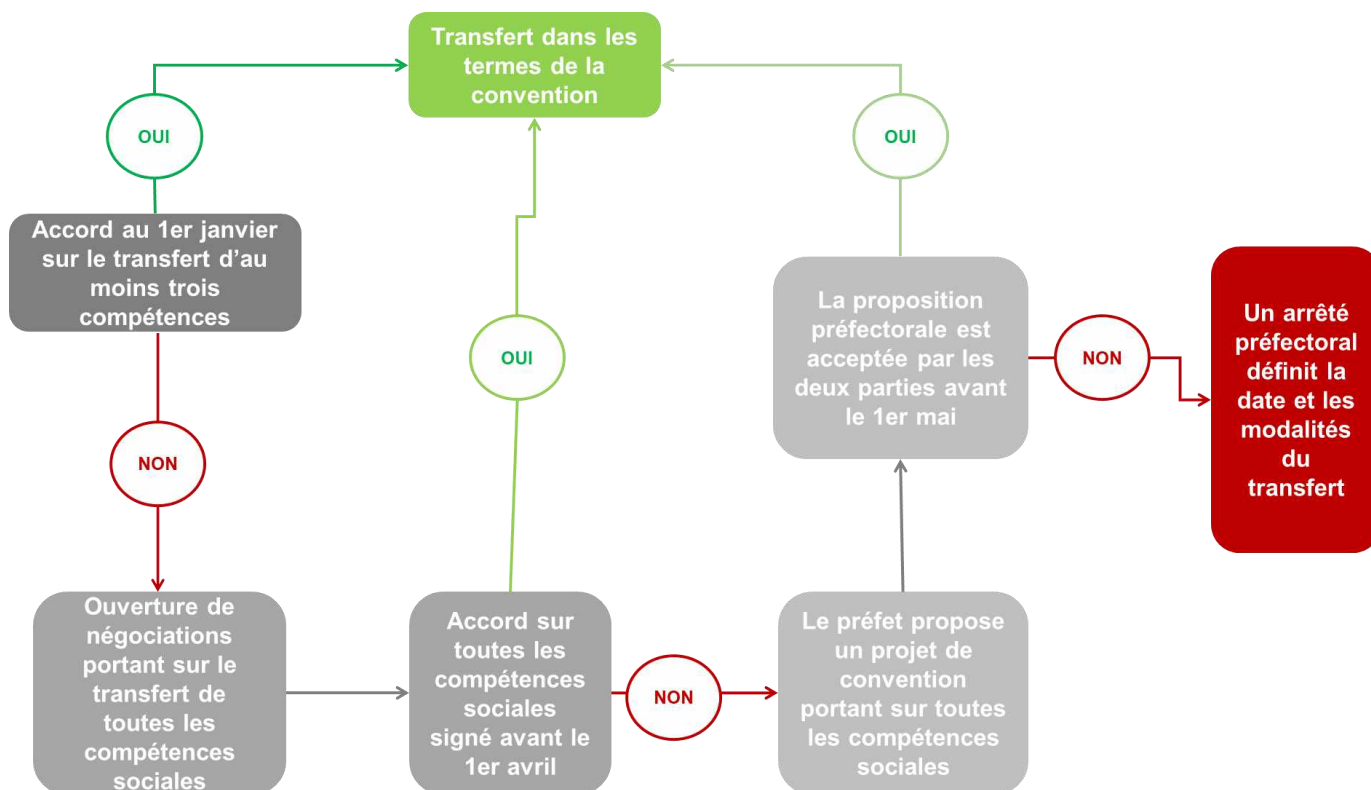 Transfert dans les
termes de la
convention
OUI
OUI
Accord au 1er janvier
sur le transfert d’au
moins trois
compétences
La proposition
préfectorale est
acceptée par les
deux parties avant
le 1er mai
Un arrêté
préfectoral
définit la
date et les
modalités
du
transfert
OUI
NON
NON
Ouverture de
négociations
portant sur le
transfert de
toutes les
compétences
sociales
Accord sur
toutes les
compétences
sociales
signé avant le
1er avril
NON
Le préfet propose
un projet de
convention
portant sur toutes
les compétences
sociales